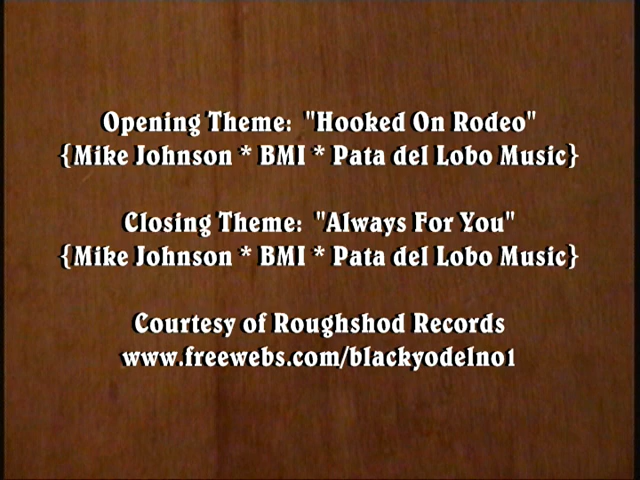 Opening Theme: "Hooked On Rodeo"
{Mike Johnson * BMI * Pata del Lobo Music}
Closing Theme: "Always For You"
{Mike Johnson * BMI * Pata del Lobo Music}
Courtesy of Roughshod Records
www.freewebs.com/blackyodelno1